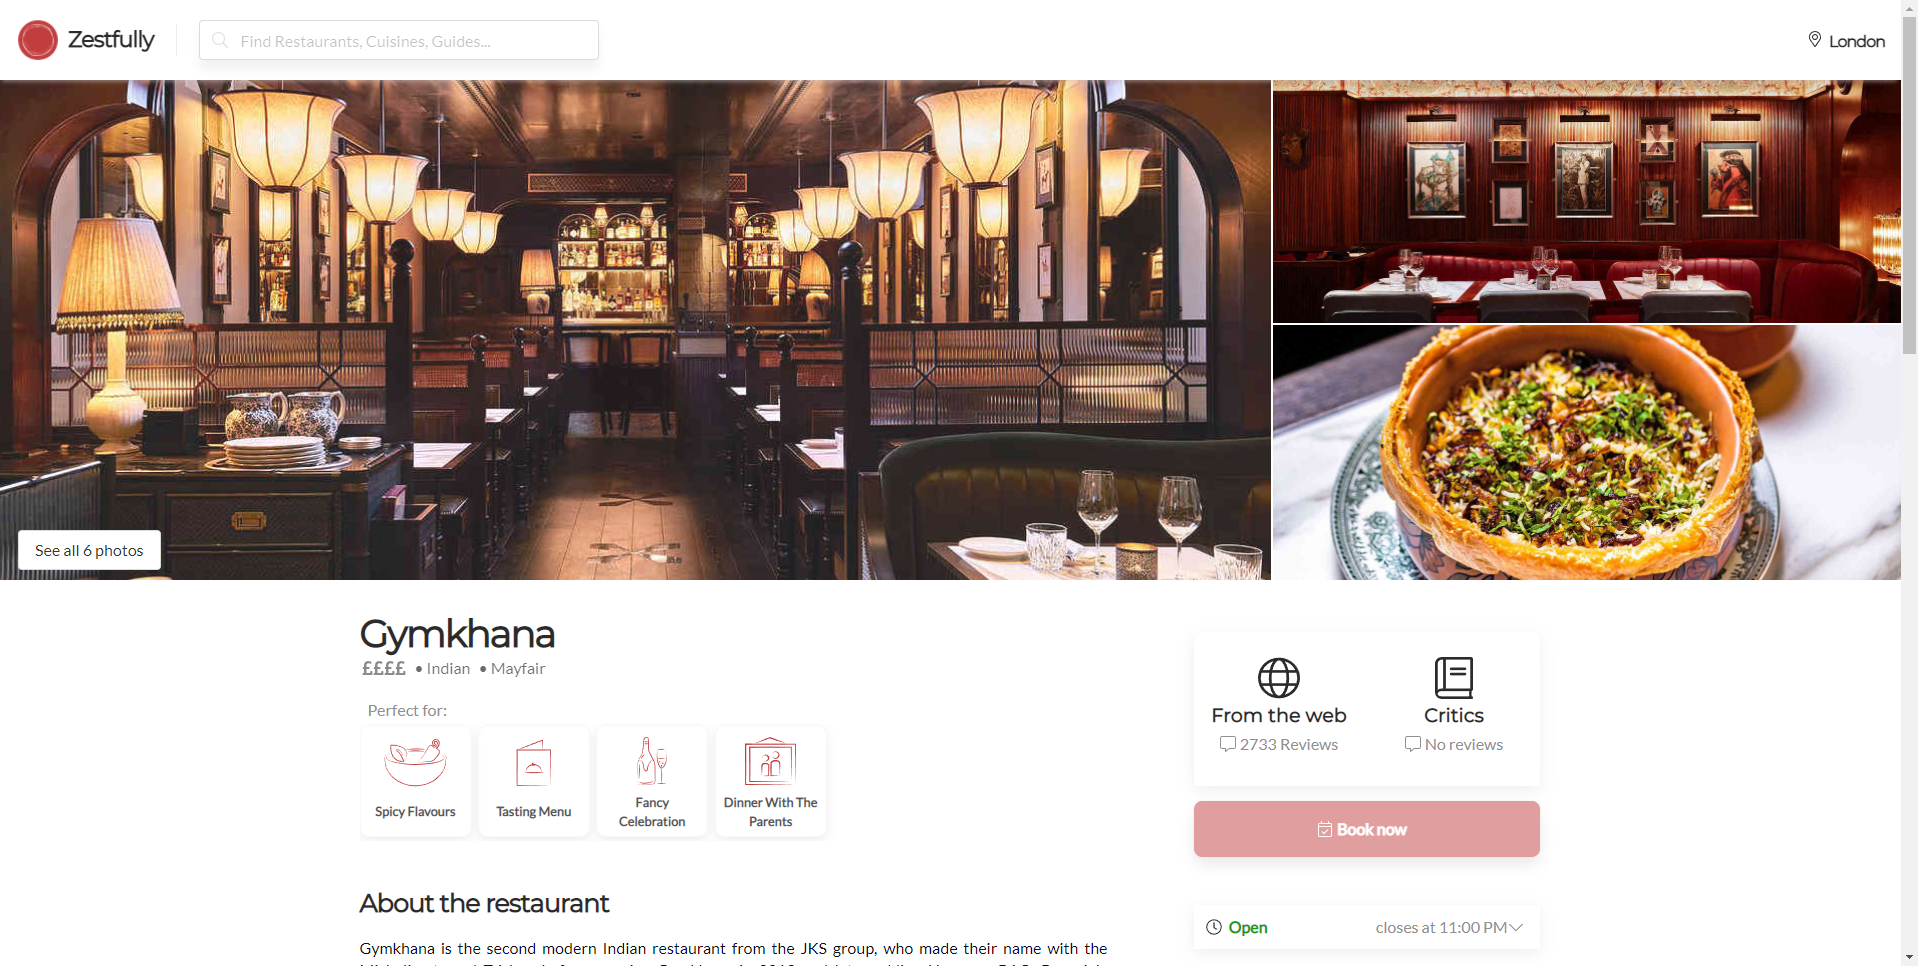 Zestfully
Find Restaurants, Cuisines, Guides...
London
See all 6 photos
Gymkhana
££££ • Indian • Mayfair
Perfect for:
Spicy Flavours
Tasting Menu
Fancy
Celebration
Dinner With The
Parents
From the web
2733 Reviews
Critics
No reviews
Book now
About the restaurant
Open
closes at 11:00 PM
Gymkhana is the second modern Indian restaurant from the JKS group, who made their name with the